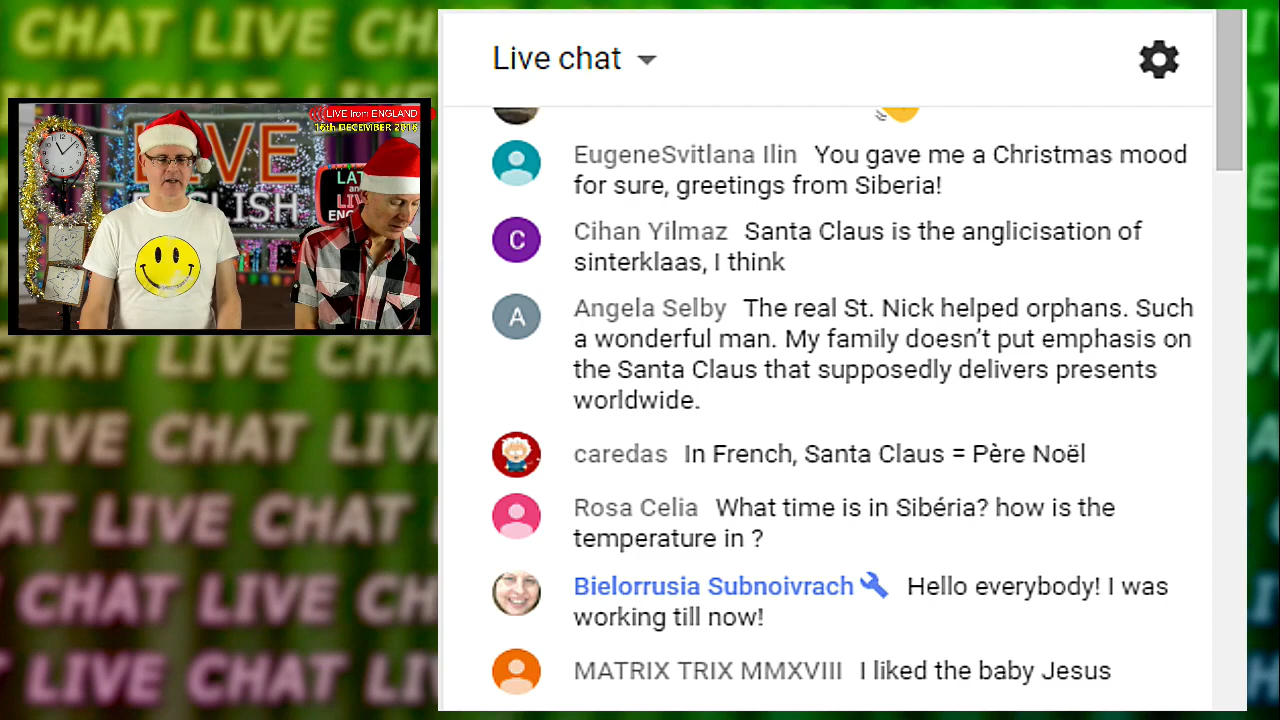 CHAT LIVE CH
LIVE from ENGLAND
16th DECEMBER 2018
LIVE
ENGLISH
LIVE CHAT
LIVE CHAT LIV
AT LIVE CHAT
LIVE CH
LIVE CHAT LIV
Live chat
EugeneSvitlana Ilin You gave me a Christmas mood
for sure, greetings from Siberia!
C
Cihan Yilmaz Santa Claus is the anglicisation of
sinterklaas, I think
A
Angela Selby The real St. Nick helped orphans. Such
a wonderful man. My family doesn’t put emphasis on
the Santa Claus that supposedly delivers presents
worldwide.
caredas In French, Santa Claus = Père Noël
Rosa Celia What time is in Sibéria? how is the
temperature in ?
Bielorrusia Subnoivrach Hello everybody! I was
working till now!
MATRIX TRIX MMXVIII I liked the baby Jesus